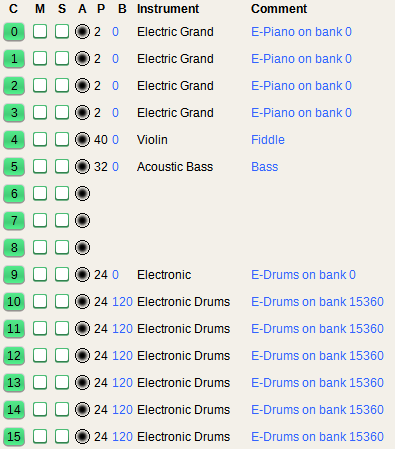 C M S A P B Instrument Comment
0 2 0 Electric Grand E-Piano on bank 0
1 2 0 Electric Grand E-Piano on bank 0
2 2 0 Electric Grand E-Piano on bank 0
3 2 0 Electric Grand E-Piano on bank 0
4 40 0 Violin Fiddle
5 32 0 Acoustic Bass Bass
6
7
8
9 24 0 Electronic E-Drums on bank 0
10 24 120 Electronic Drums E-Drums on bank 15360
11 24 120 Electronic Drums E-Drums on bank 15360
12 24 120 Electronic Drums E-Drums on bank 15360
13 24 120 Electronic Drums E-Drums on bank 15360
14 24 120 Electronic Drums E-Drums on bank 15360
15 24 120 Electronic Drums E-Drums on bank 15360